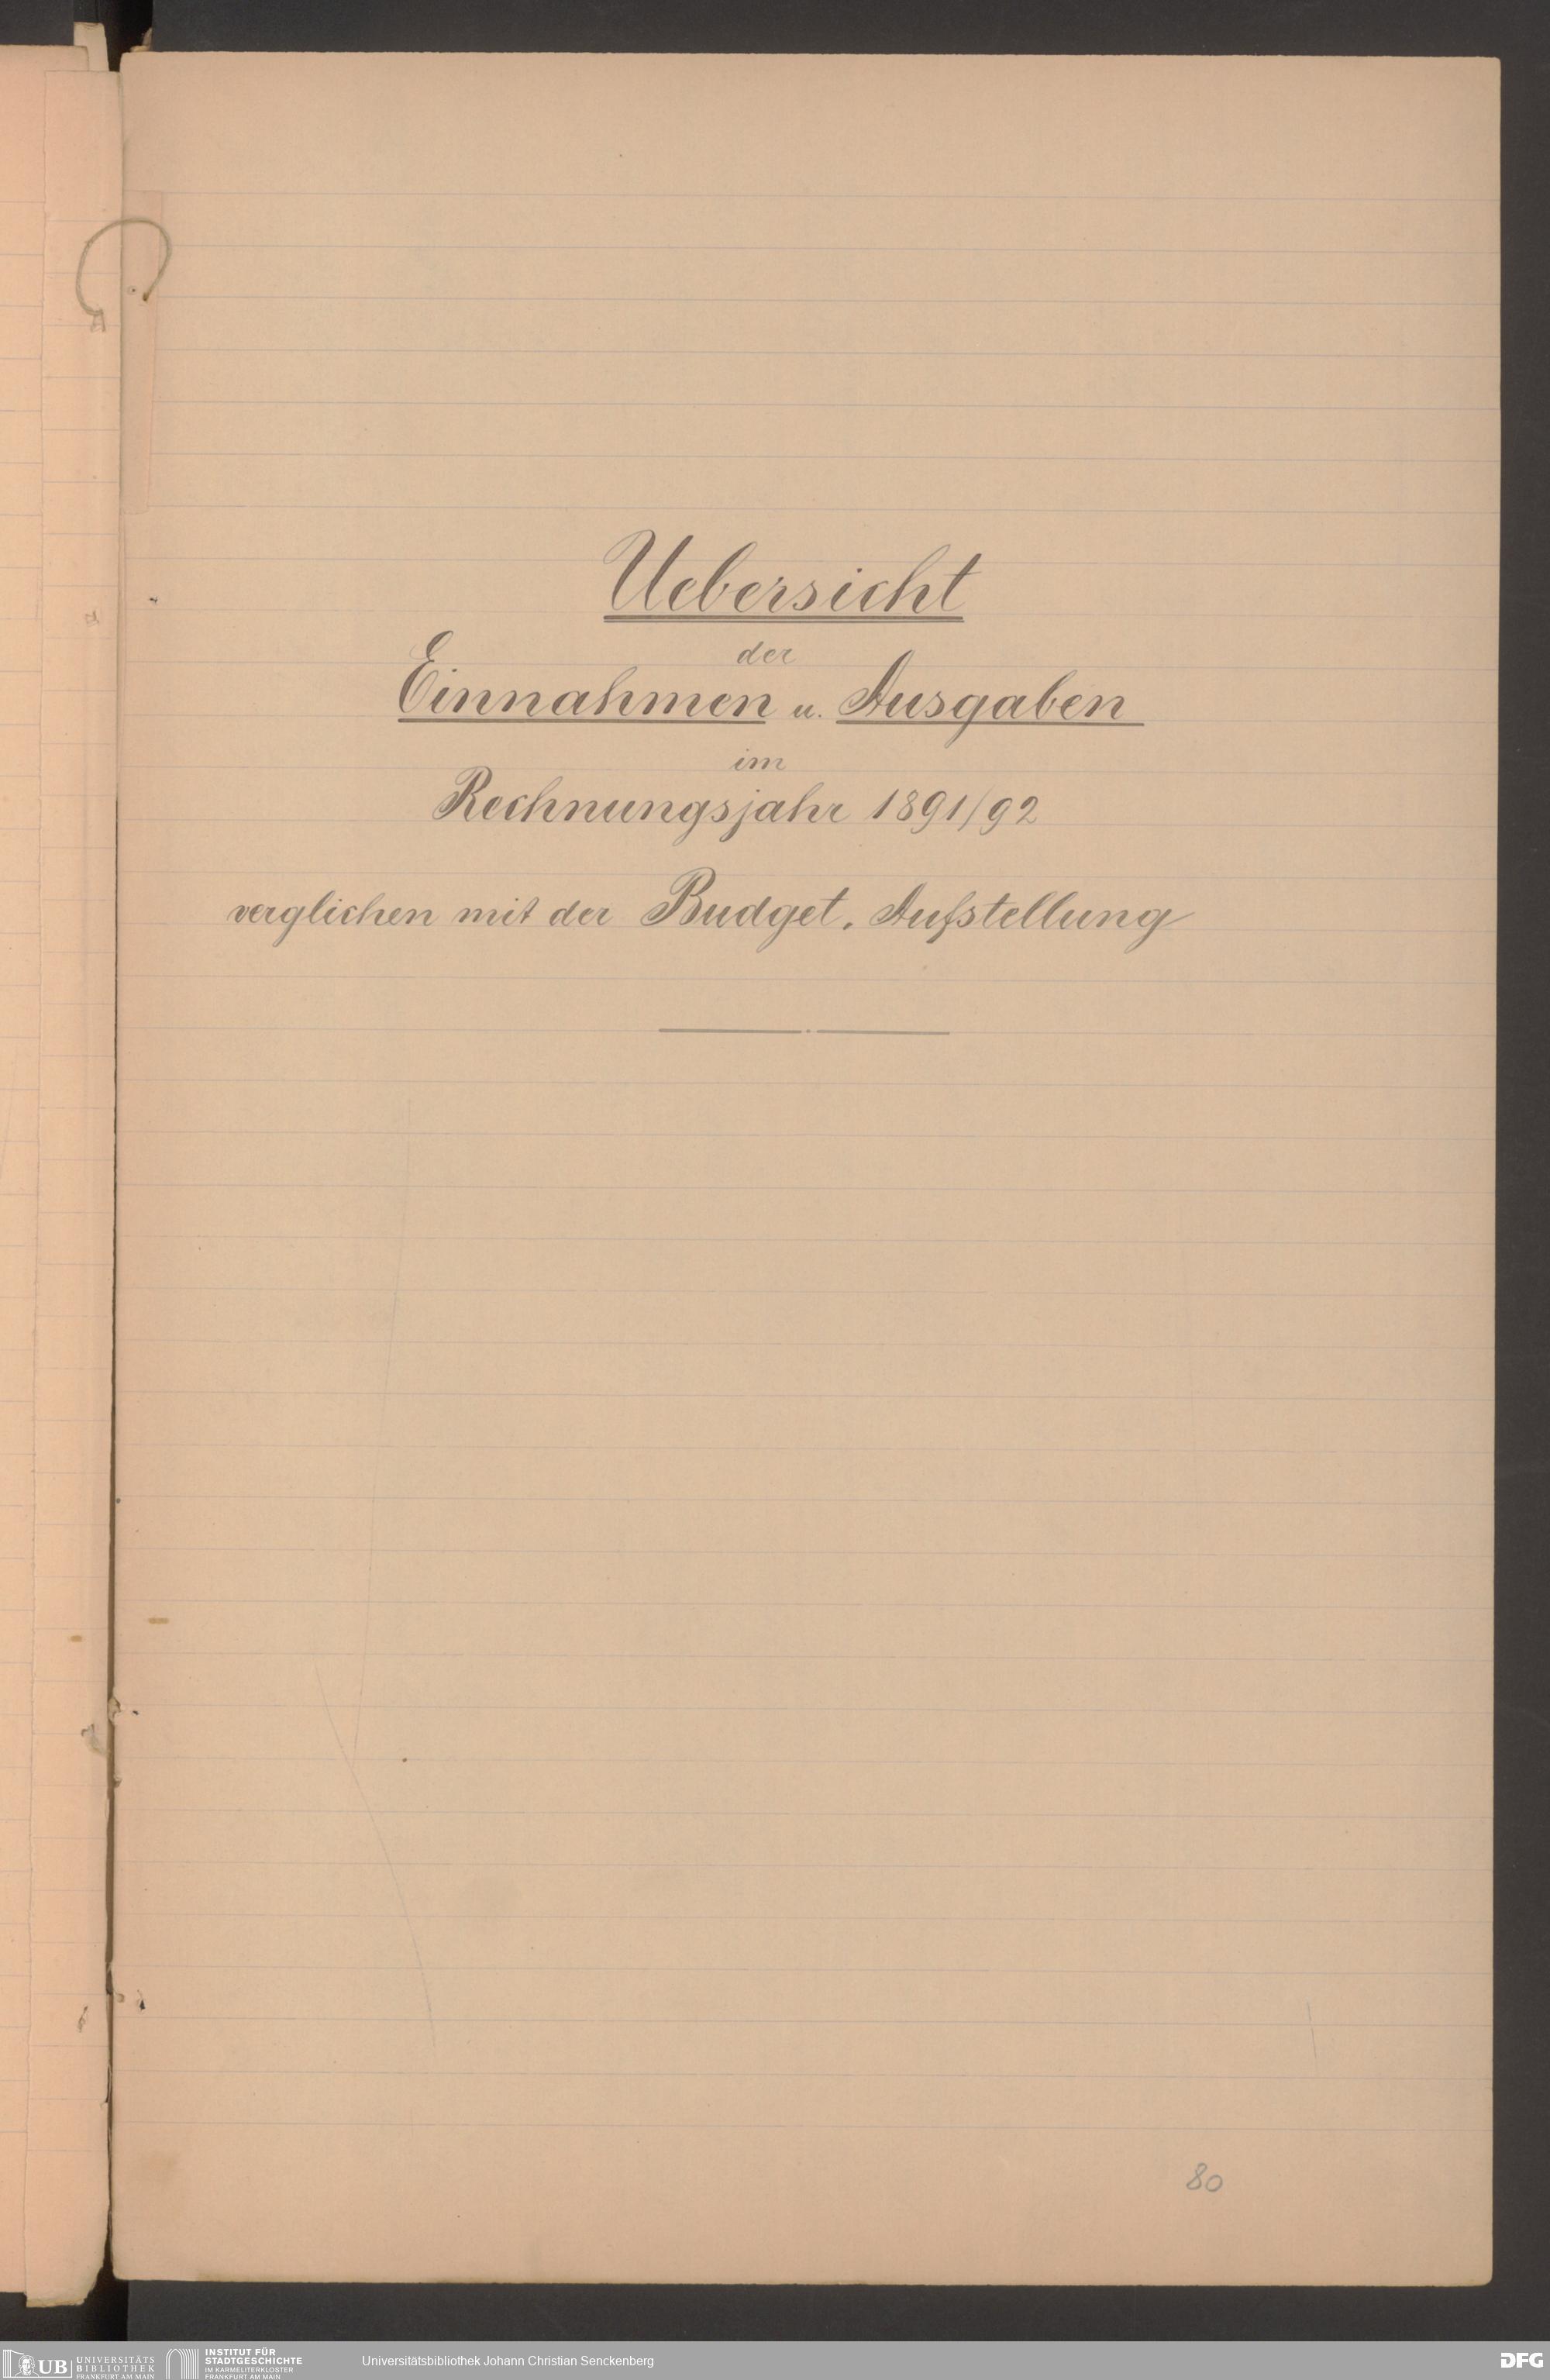 Uebersicht
der
Einnahmen u. Ausgaben
im
Rechnungsjahr 1891/92
verglichen mit der Budget. Aufstellung
80
UB UNIVERSITÄTS
BIBLIOTHEK
FRANKFURT AM MAIN
INSTITUT FÜR
STADTGESCHICHTE
IM KARMELITERKLOSTER
FRANKFURT AM MAIN
Universitätsbibliothek Johann Christian Senckenberg
DFG